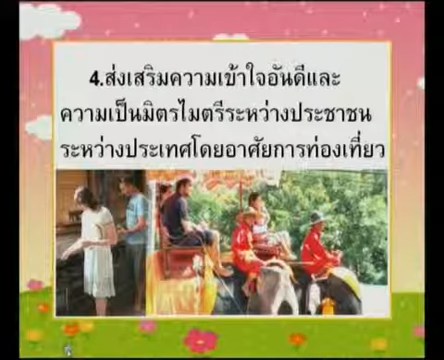 4.ส่งเสริมความเข้าใจอันดีและ
ความเป็นมิตรไมตรีระหว่างประชาชน
ระหว่างประเทศโดยอาศัยการท่องเที่ยว